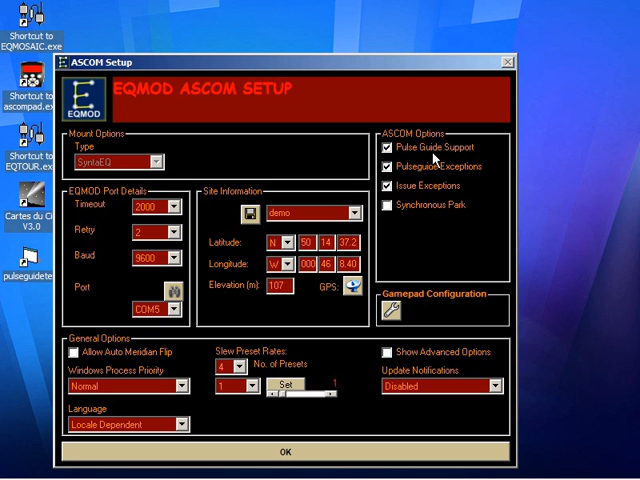 Shortcut to
EQMOSAIC.exe
Shortcut to
ascompad.ex
Shortcut to
EQTOUR.ex
Cartes du Ci
V3.0
pulseguidete
ASCOM Setup
EQMOD
EQMOD ASCOM SETUP
Mount Options
Type
SyntaEQ
ASCOM Options
Pulse Guide Support
Pulseguide Exceptions
Issue Exceptions
Synchronous Park
EQMOD Port Details
Timeout 2000
Retry 2
Baud 9600
Port
COM5
Site Information
demo
Latitude: N 50 14 37.2
Longitude: W 000 46 8.40
Elevation (m): 107 GPS:
Gamepad Configuration
General Options
Allow Auto Meridian Flip
Windows Process Priority
Normal
Language
Locale Dependent
Slew Preset Rates:
4 No. of Presets
1 Set 1
Show Advanced Options
Update Notifications
Disabled
OK